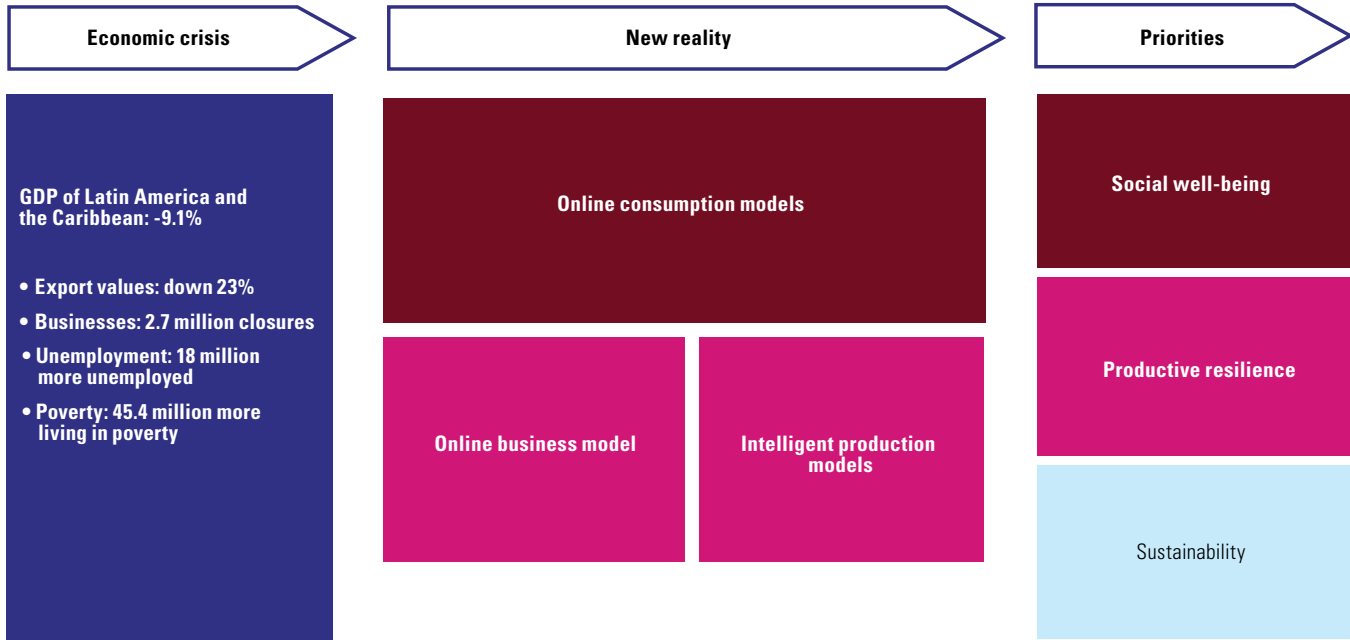 Economic crisis
New reality
Priorities
GDP of Latin America and
the Caribbean: -9.1%
• Export values: down 23%
• Businesses: 2.7 million closures
• Unemployment: 18 million
more unemployed
• Poverty: 45.4 million more
living in poverty
Online consumption models
Online business model
Intelligent production
models
Social well-being
Productive resilience
Sustainability